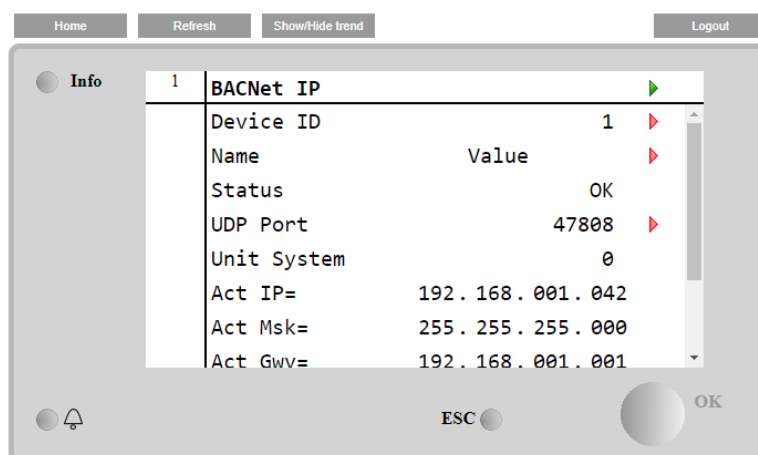 Home Refresh Show/Hide trend Logout
Info 1 BACNet IP
Device ID 1
Name Value
Status OK
UDP Port 47808
Unit System 0
Act IP= 192.168.001.042
Act Msk= 255.255.255.000
Act Gwy= 192.168.001.001
ESC OK